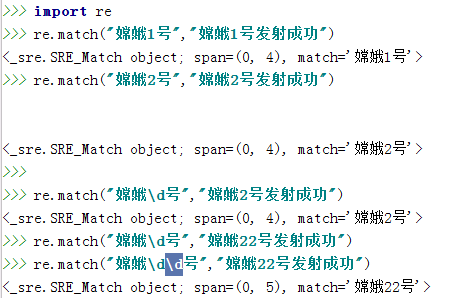 >>> import re
>>> re.match("嫦娥1号","嫦娥1号发射成功")
<_sre.SRE_Match object; span=(0, 4), match='嫦娥1号'>
>>> re.match("嫦娥2号","嫦娥2号发射成功")
<_sre.SRE_Match object; span=(0, 4), match='嫦娥2号'>
>>>
>>> re.match("嫦娥\d号","嫦娥2号发射成功")
<_sre.SRE_Match object; span=(0, 4), match='嫦娥2号'>
>>> re.match("嫦娥\d号","嫦娥22号发射成功")
>>> re.match("嫦娥\d\d号","嫦娥22号发射成功")
<_sre.SRE_Match object; span=(0, 5), match='嫦娥22号'>